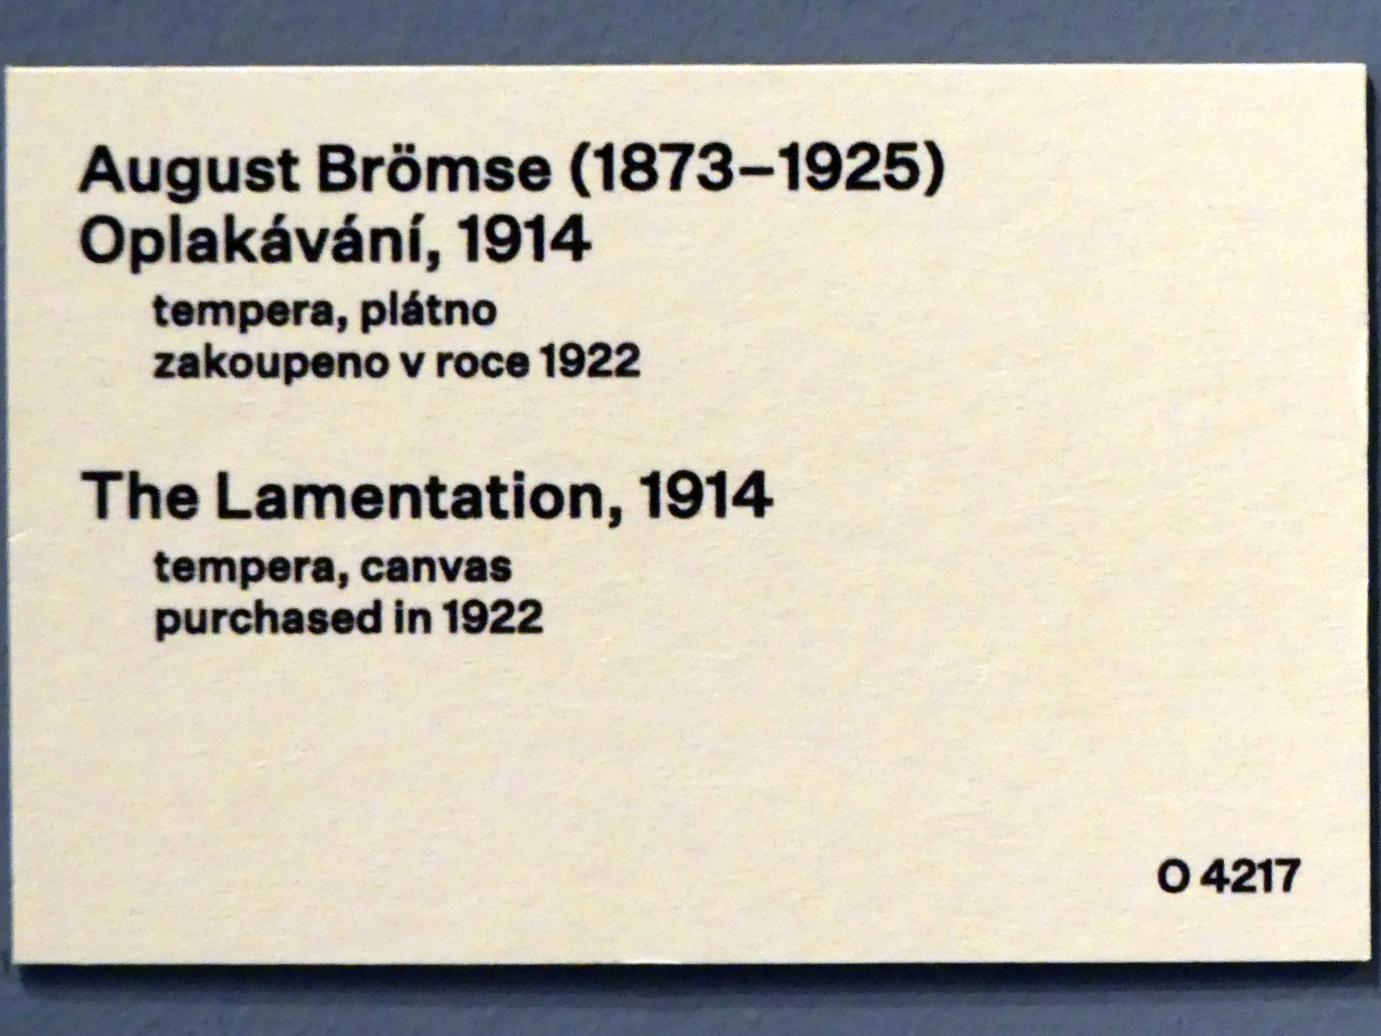 August Brömse (1873–1925)
Oplakávání, 1914
tempera, plátno
zakoupeno v roce 1922
The Lamentation, 1914
tempera, canvas
purchased in 1922
O 4217